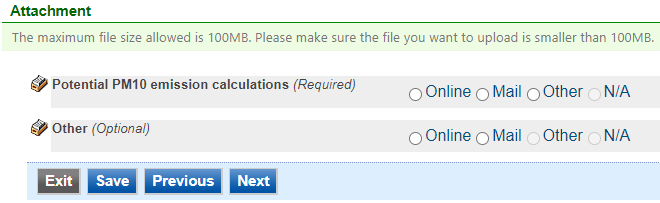 Attachment
The maximum file size allowed is 100MB. Please make sure the file you want to upload is smaller than 100MB.
Potential PM10 emission calculations (Required) Online Mail Other N/A
Other (Optional) Online Mail Other N/A
Exit Save Previous Next